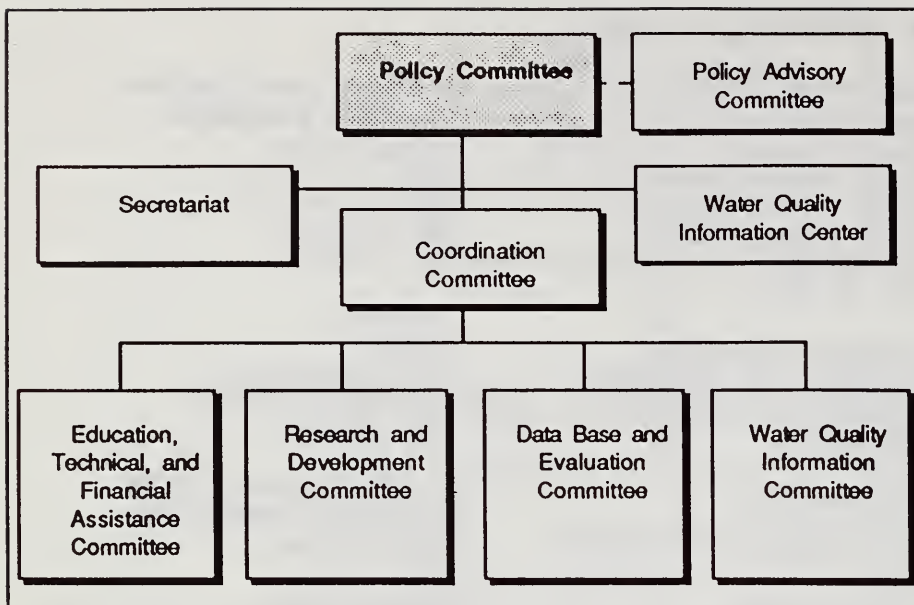 Policy Committee
Policy Advisory
Committee
Secretariat
Water Quality
Information Center
Coordination
Committee
Education,
Technical, and
Financial
Assistance
Committee
Research and
Development
Committee
Data Base and
Evaluation
Committee
Water Quality
Information
Committee